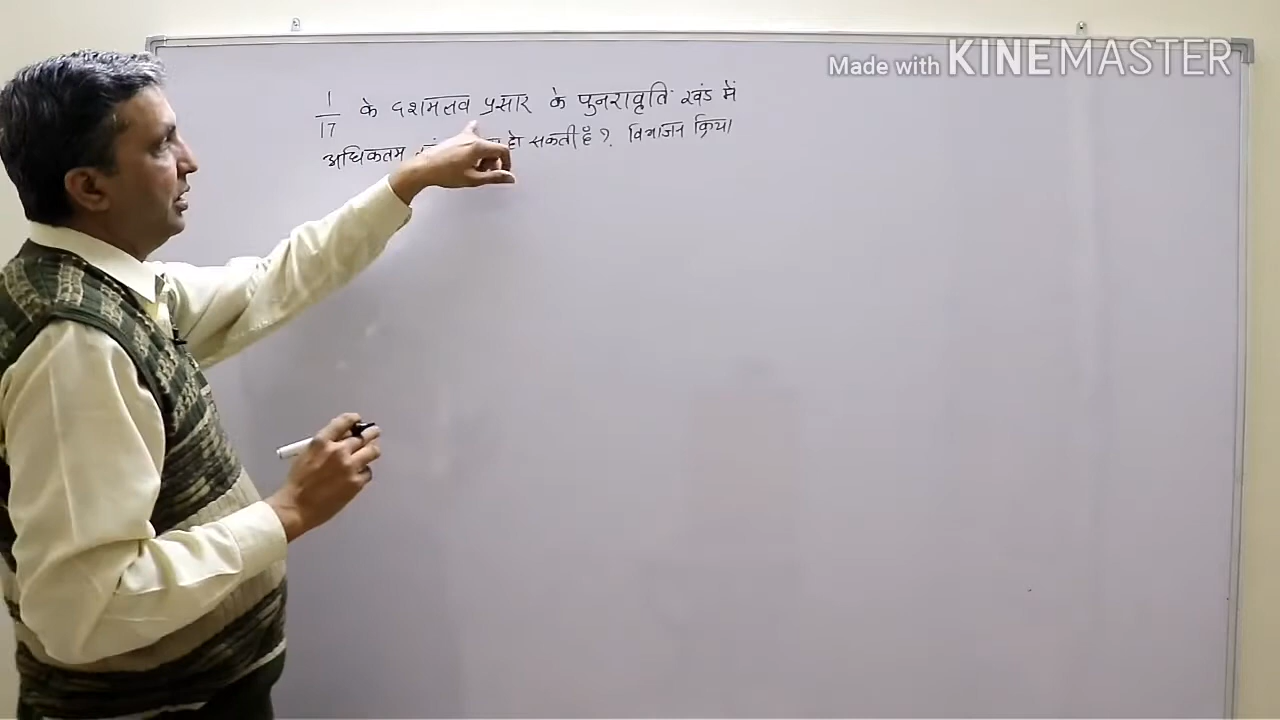 Made with KINEMASTER
1/17 के दशमलव प्रसार के पुनरावृति खंड में
अधिकतम हो सकती है ? विभाजन क्रिया